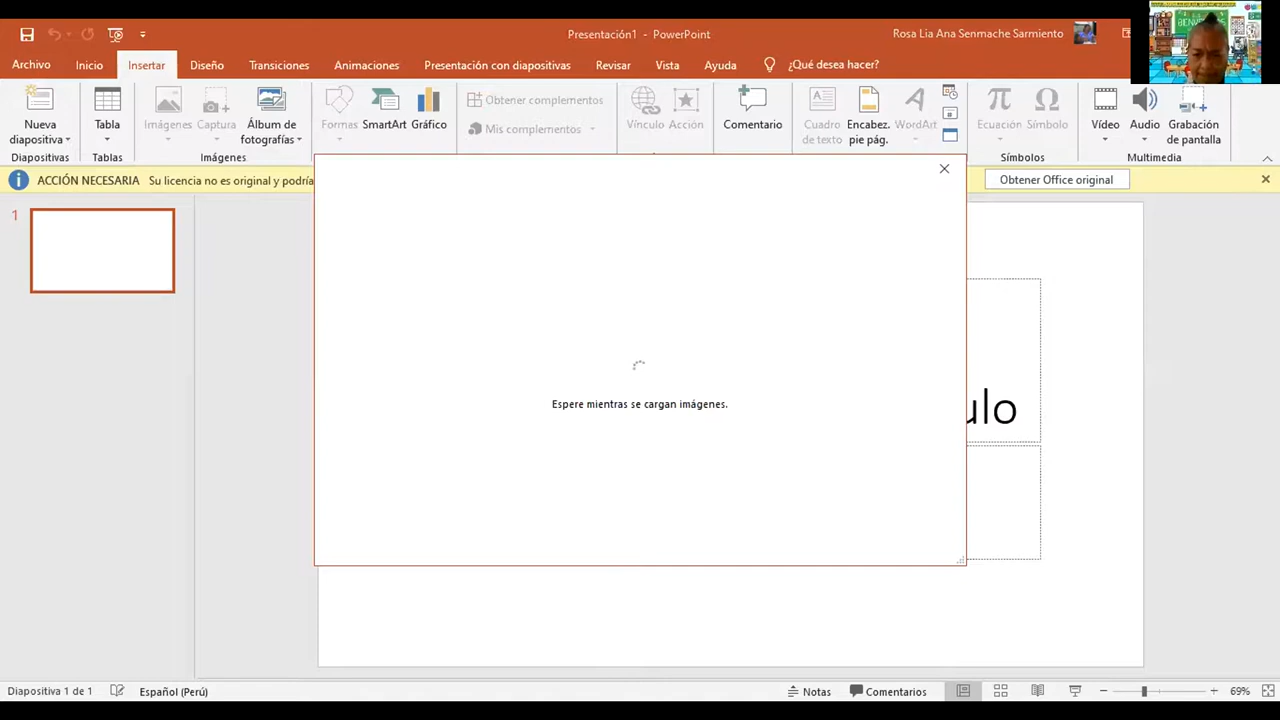 Presentación1 - PowerPoint
Rosa Lia Ana Senmache Sarmiento
BIENVENIDOS
Archivo Inicio Insertar Diseño Transiciones Animaciones Presentación con diapositivas Revisar Vista Ayuda ¿Qué desea hacer?
Nueva diapositiva
Tabla
Imágenes
Captura
Álbum de fotografías
Formas
SmartArt
Gráfico
Obtener complementos
Mis complementos
Vínculo
Acción
Comentario
Cuadro de texto
Encabez. pie pág.
WordArt
Ecuación
Símbolo
Vídeo
Audio
Grabación de pantalla
Diapositivas
Tablas
Imágenes
Símbolos
Multimedia
ACCIÓN NECESARIA Su licencia no es original y podría
Obtener Office original
1
Espere mientras se cargan imágenes.
ulo
Diapositiva 1 de 1 Español (Perú) Notas Comentarios 69%